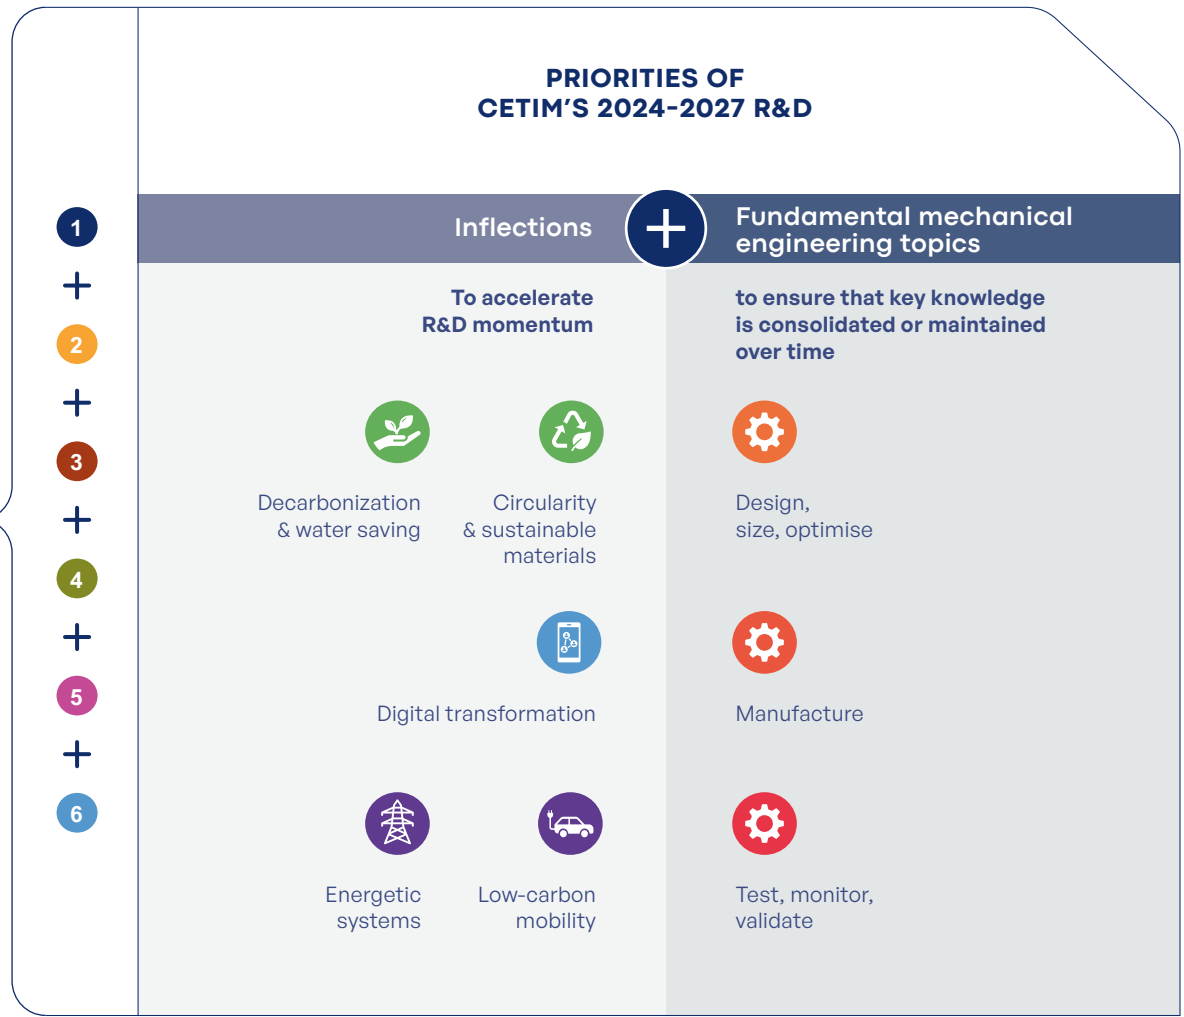 PRIORITIES OF
CETIM'S 2024-2027 R&D
1
+
2
+
3
+
4
+
5
+
6
Inflections
+
Fundamental mechanical
engineering topics
To accelerate
R&D momentum
to ensure that key knowledge
is consolidated or maintained
over time
Decarbonization
& water saving
Circularity
& sustainable
materials
Design,
size, optimise
Digital transformation
Manufacture
Energetic
systems
Low-carbon
mobility
Test, monitor,
validate